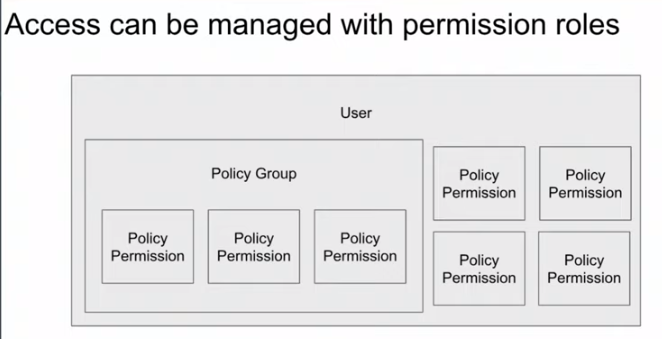 Access can be managed with permission roles
User
Policy Group
Policy
Permission
Policy
Permission
Policy
Permission
Policy
Permission
Policy
Permission
Policy
Permission
Policy
Permission